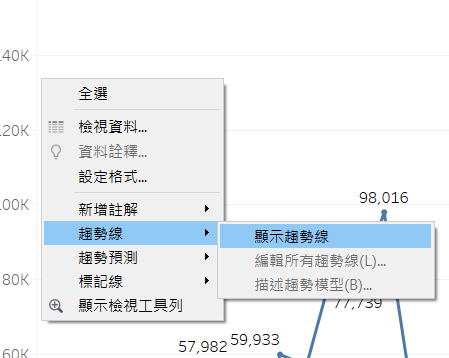 140K
全選
檢視資料...
120K
資料詮釋...
設定格式...
100K
新增註解
98,016
趨勢線
顯示趨勢線
趨勢預測
編輯所有趨勢線(L)...
80K
標記線
描述趨勢模型(B)...
顯示檢視工具列
77,739
57,982
59,933
60K